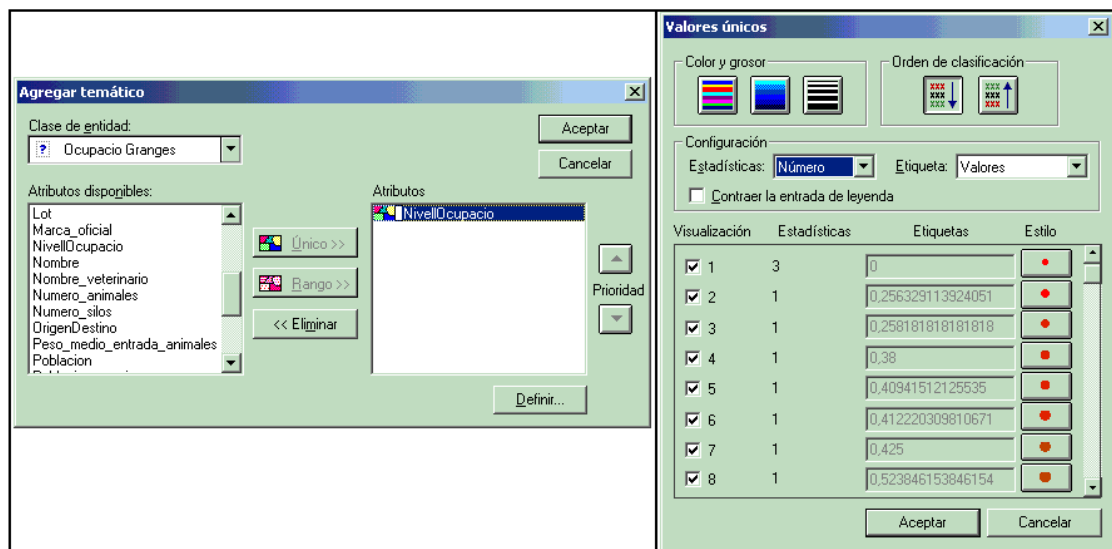 Agregar temático
Clase de entidad:
Ocupacio Granges
Aceptar
Cancelar
Atributos disponibles:
Lot
Marca_oficial
NivellOcupacio
Nombre
Nombre_veterinario
Numero_animales
Numero_silos
OrigenDestino
Peso_medio_entrada_animales
Poblacion
Único >>
Rango >>
<< Eliminar
Atributos
NivellOcupacio
Prioridad
Definir...
Valores únicos
Color y grosor
Orden de clasificación
Configuración
Estadísticas: Número Etiqueta: Valores
Contraer la entrada de leyenda
Visualización Estadísticas Etiquetas Estilo
1 3 0
2 1 0,256329113924051
3 1 0,258181818181818
4 1 0,38
5 1 0,40941512125535
6 1 0,412220309810671
7 1 0,425
8 1 0,523846153846154
Aceptar Cancelar